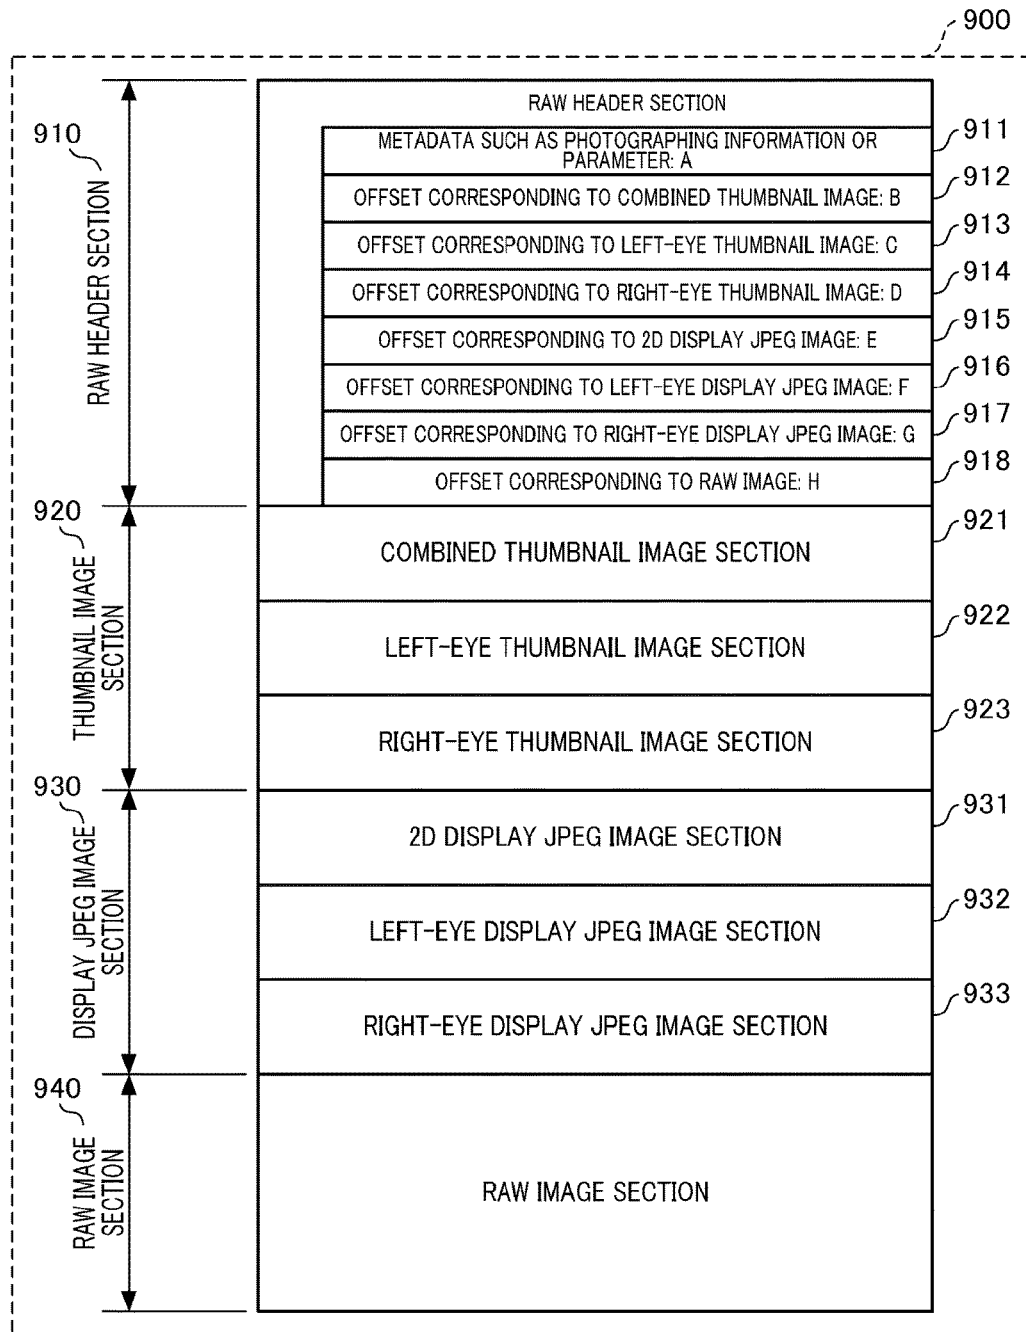 900
RAW HEADER SECTION
910
RAW HEADER SECTION
METADATA SUCH AS PHOTOGRAPHING INFORMATION OR
PARAMETER: A
911
OFFSET CORRESPONDING TO COMBINED THUMBNAIL IMAGE: B
912
OFFSET CORRESPONDING TO LEFT-EYE THUMBNAIL IMAGE: C
913
OFFSET CORRESPONDING TO RIGHT-EYE THUMBNAIL IMAGE: D
914
OFFSET CORRESPONDING TO 2D DISPLAY JPEG IMAGE: E
915
OFFSET CORRESPONDING TO LEFT-EYE DISPLAY JPEG IMAGE: F
916
OFFSET CORRESPONDING TO RIGHT-EYE DISPLAY JPEG IMAGE: G
917
OFFSET CORRESPONDING TO RAW IMAGE: H
918
920
THUMBNAIL IMAGE
SECTION
COMBINED THUMBNAIL IMAGE SECTION
921
LEFT-EYE THUMBNAIL IMAGE SECTION
922
RIGHT-EYE THUMBNAIL IMAGE SECTION
923
930
DISPLAY JPEG IMAGE
SECTION
2D DISPLAY JPEG IMAGE SECTION
931
LEFT-EYE DISPLAY JPEG IMAGE SECTION
932
RIGHT-EYE DISPLAY JPEG IMAGE SECTION
933
940
RAW IMAGE
SECTION
RAW IMAGE SECTION